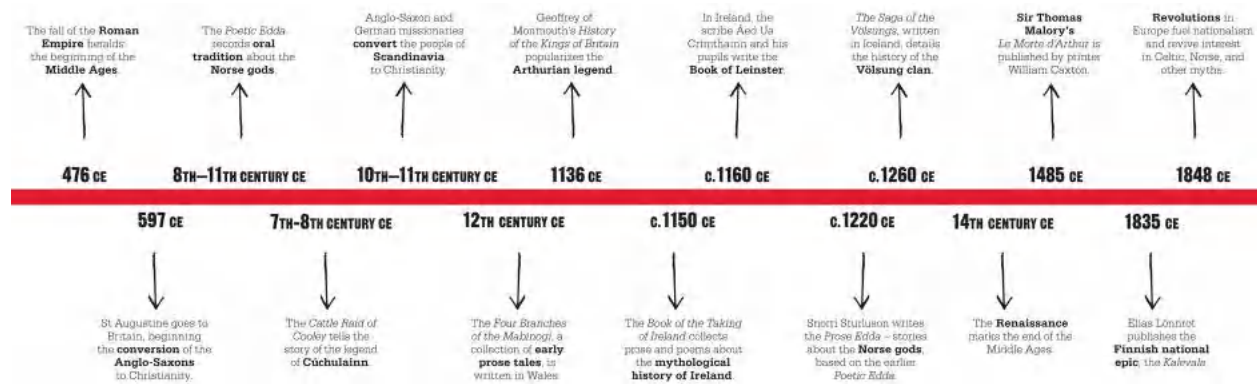 The fall of the Roman
Empire heralds
the beginning of the
Middle Ages.
The Poetic Edda
records oral
tradition about the
Norse gods.
Anglo-Saxon and
German missionaries
convert the people of
Scandinavia
to Christianity.
Geoffrey of
Monmouth's History
of the Kings of Britain
popularizes the
Arthurian legend.
In Ireland, the
scribe Áed Ua
Crimthainn and his
pupils write the
Book of Leinster.
The Saga of the
Volsungs, written
in Iceland, details
the history of the
Völsung clan.
Sir Thomas
Malory's
Le Morte d'Arthur is
published by printer
William Caxton.
Revolutions in
Europe fuel nationalism
and revive interest
in Celtic, Norse, and
other myths.
476 CE
8TH–11TH CENTURY CE
10TH–11TH CENTURY CE
1136 CE
c.1160 CE
c.1260 CE
1485 CE
1848 CE
597 CE
7TH-8TH CENTURY CE
12TH CENTURY CE
c.1150 CE
c.1220 CE
14TH CENTURY CE
1835 CE
St Augustine goes to
Britain, beginning
the conversion of the
Anglo-Saxons
to Christianity.
The Cattle Raid of
Cooley tells the
story of the legend
of Cúchulainn.
The Four Branches
of the Mabinogi, a
collection of early
prose tales, is
written in Wales.
The Book of the Taking
of Ireland collects
prose and poems about
the mythological
history of Ireland.
Snorri Sturluson writes
the Prose Edda – stories
about the Norse gods,
based on the earlier
Poetic Edda.
The Renaissance
marks the end of the
Middle Ages.
Elias Lönnrot
publishes the
Finnish national
epic, the Kalevala.